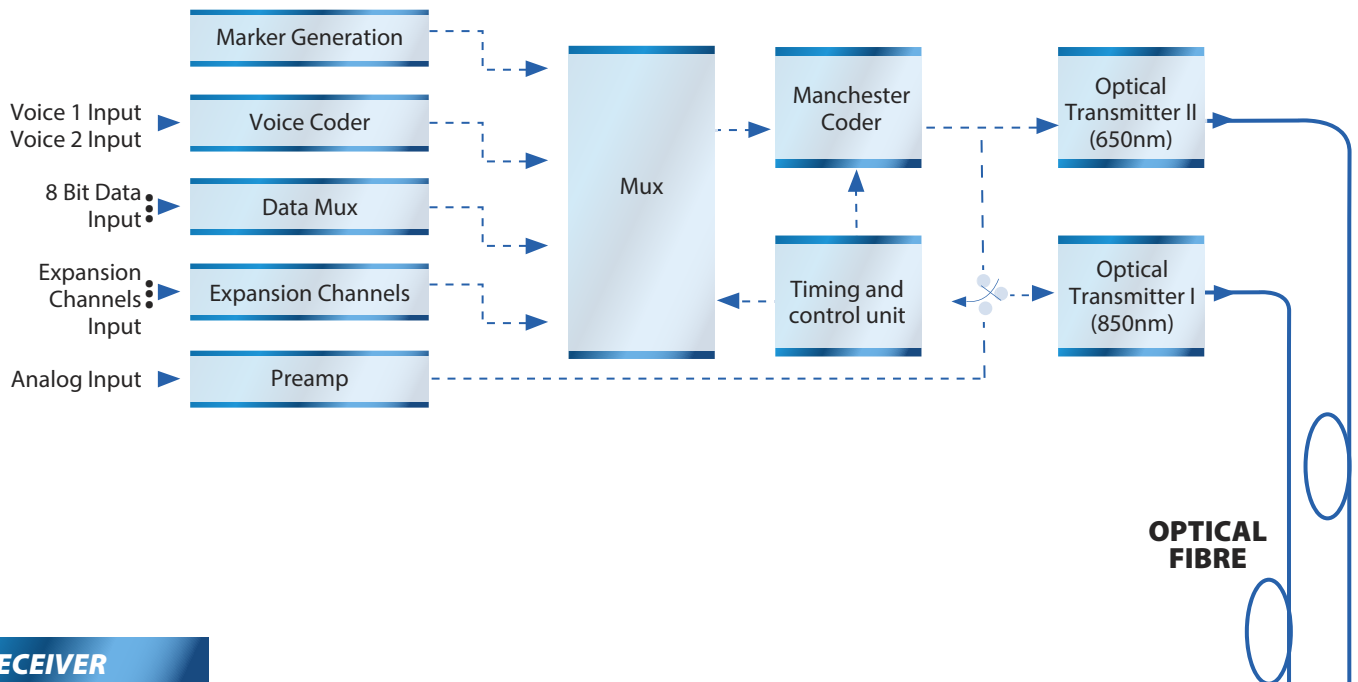 Marker Generation
Voice 1 Input
Voice 2 Input
Voice Coder
8 Bit Data
Input
Data Mux
Expansion
Channels
Input
Expansion Channels
Analog Input
Preamp
Mux
Manchester
Coder
Timing and
control unit
Optical
Transmitter II
(650nm)
Optical
Transmitter I
(850nm)
OPTICAL
FIBRE
ECEIVER